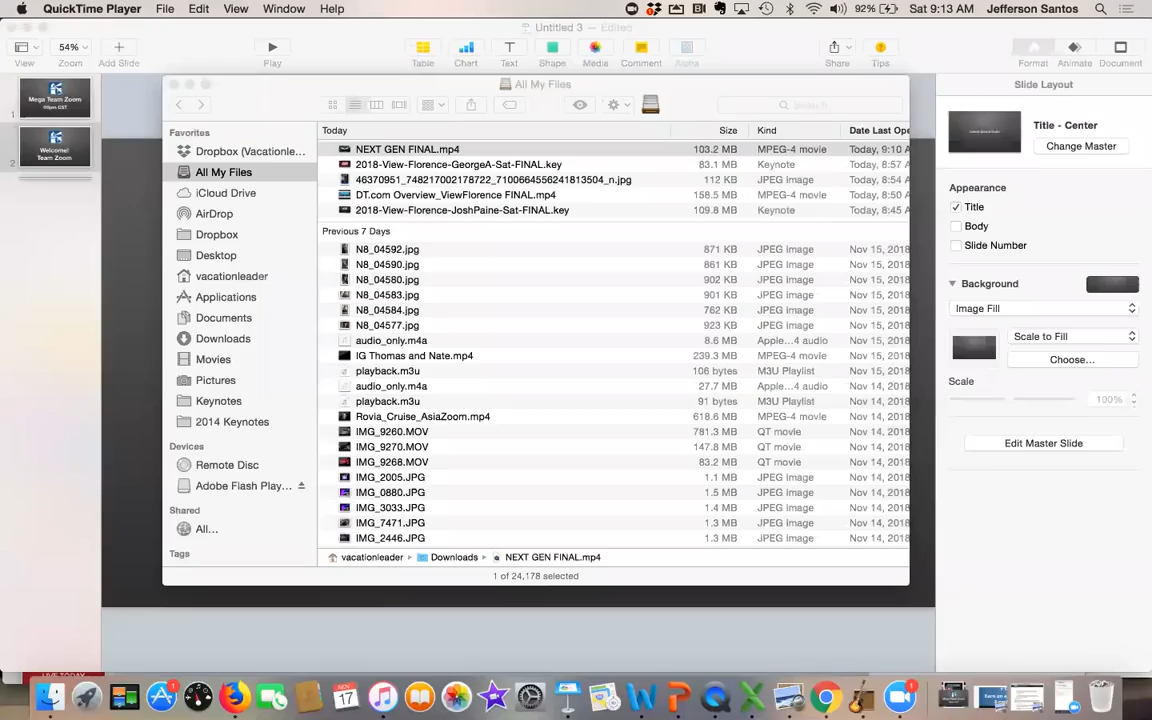 QuickTime Player File Edit View Window Help 92% Sat 9:13 AM Jefferson Santos
Untitled 3 — Edited
54%
View Zoom Add Slide Play Table Chart Text Shape Media Comment Alpha Share Tips Format Animate Document
All My Files
Search
Favorites
Dropbox (Vacationle...
All My Files
iCloud Drive
AirDrop
Dropbox
Desktop
vacationleader
Applications
Documents
Downloads
Movies
Pictures
Keynotes
2014 Keynotes
Devices
Remote Disc
Adobe Flash Play...
Shared
All...
Tags
Today Size Kind Date Last Ope
NEXT GEN FINAL.mp4 103.2 MB MPEG-4 movie Today, 9:10 A
2018-View-Florence-GeorgeA-Sat-FINAL.key 83.1 MB Keynote Today, 8:57
46370951_748217002178722_7100664556241813504_n.jpg 112 KB JPEG image Today, 8:54
DT.com Overview_ViewFlorence FINAL.mp4 158.5 MB MPEG-4 movie Today, 8:50
2018-View-Florence-JoshPaine-Sat-FINAL.key 109.8 MB Keynote Today, 8:45
Previous 7 Days
N8_04592.jpg 871 KB JPEG image Nov 15, 2018
N8_04590.jpg 861 KB JPEG image Nov 15, 2018
N8_04580.jpg 902 KB JPEG image Nov 15, 2018
N8_04583.jpg 901 KB JPEG image Nov 15, 2018
N8_04584.jpg 762 KB JPEG image Nov 15, 2018
N8_04577.jpg 923 KB JPEG image Nov 15, 2018
audio_only.m4a 8.6 MB Apple...4 audio Nov 15, 2018
IG Thomas and Nate.mp4 239.3 MB MPEG-4 movie Nov 15, 2018
playback.m3u 106 bytes M3U Playlist Nov 15, 2018
audio_only.m4a 27.7 MB Apple...4 audio Nov 14, 2018
playback.m3u 91 bytes M3U Playlist Nov 14, 2018
Rovia_Cruise_AsiaZoom.mp4 618.6 MB MPEG-4 movie Nov 14, 2018
IMG_9260.MOV 781.3 MB QT movie Nov 14, 2018
IMG_9270.MOV 147.8 MB QT movie Nov 14, 2018
IMG_9268.MOV 83.2 MB QT movie Nov 14, 2018
IMG_2005.JPG 1.1 MB JPEG image Nov 14, 2018
IMG_0880.JPG 1.5 MB JPEG image Nov 14, 2018
IMG_3033.JPG 1.4 MB JPEG image Nov 14, 2018
IMG_7471.JPG 1.3 MB JPEG image Nov 14, 2018
IMG_2446.JPG 1.3 MB JPEG image Nov 14, 2018
vacationleader Downloads NEXT GEN FINAL.mp4
1 of 24,178 selected
1
Mega Team Zoom
2
Welcome!
Team Zoom
Slide Layout
Title - Center
Change Master
Appearance
Title
Body
Slide Number
Background
Image Fill
Scale to Fill
Choose...
Scale
100%
Edit Master Slide
LIVE TODAY
NOV
17